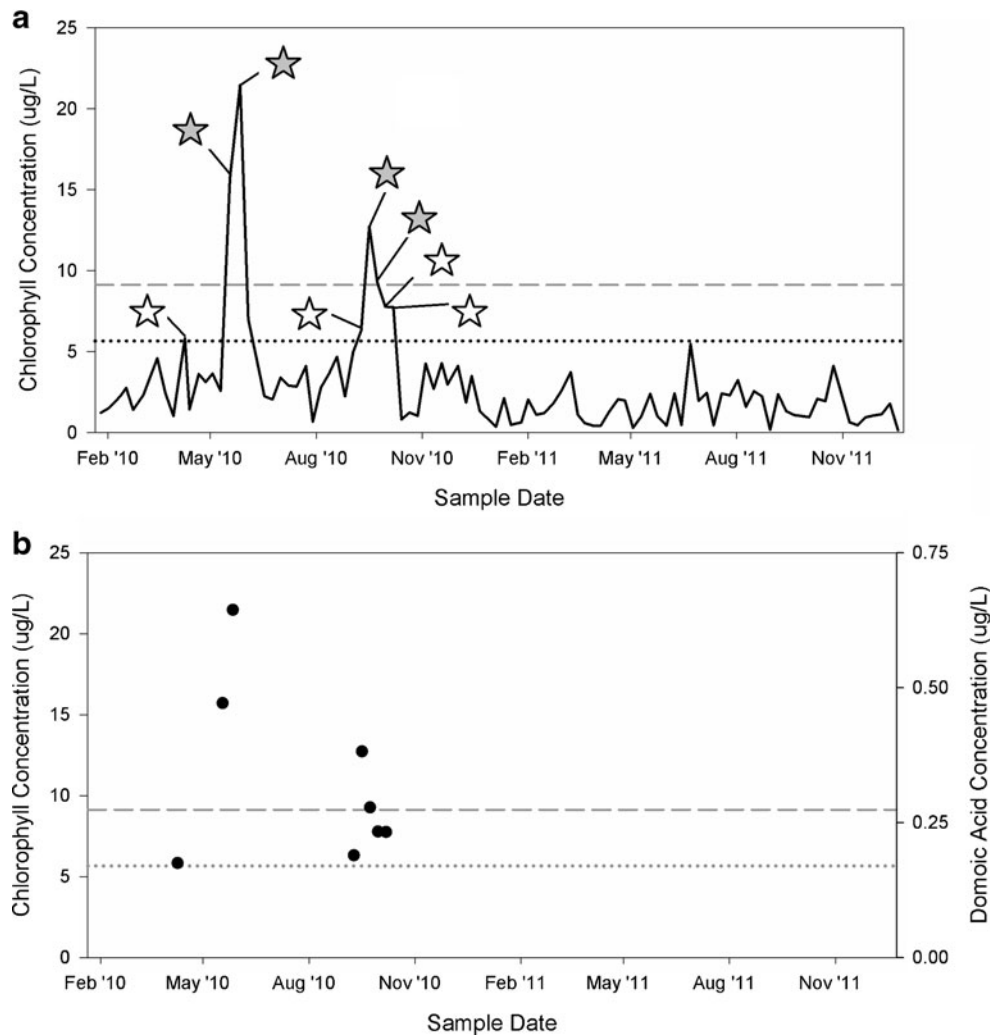 a
25
20
15
10
5
0
Chlorophyll Concentration (ug/L)
Feb '10 May '10 Aug '10 Nov '10 Feb '11 May '11 Aug '11 Nov '11
Sample Date
b
25
20
15
10
5
0
Chlorophyll Concentration (ug/L)
0.75
0.50
0.25
0.00
Domoic Acid Concentration (ug/L)
Feb '10 May '10 Aug '10 Nov '10 Feb '11 May '11 Aug '11 Nov '11
Sample Date